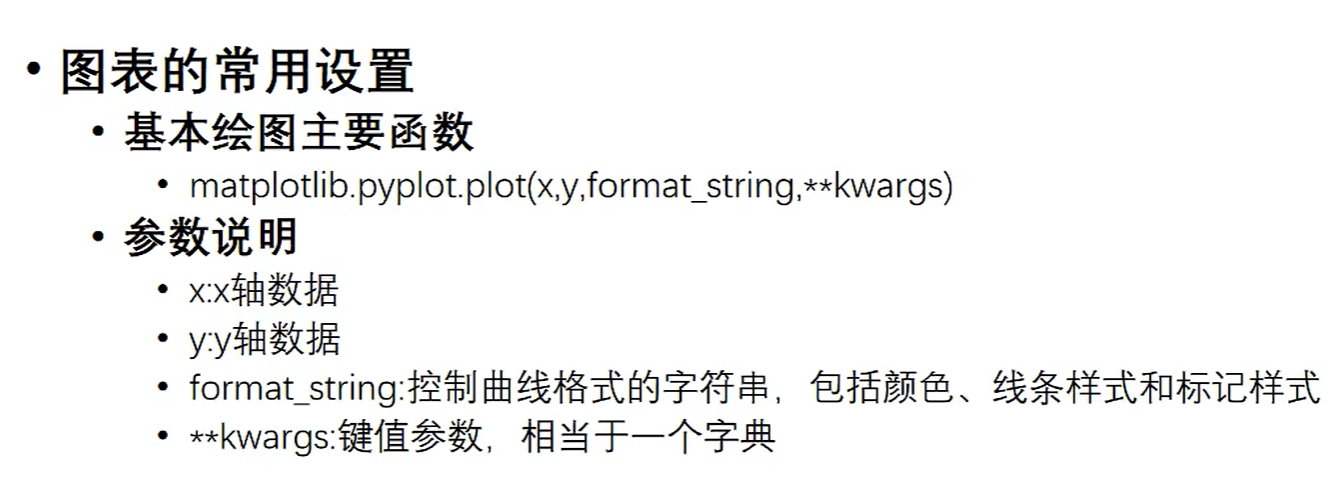 • 图表的常用设置
• 基本绘图主要函数
• matplotlib.pyplot.plot(x,y,format_string,**kwargs)
• 参数说明
• x:x轴数据
• y:y轴数据
• format_string:控制曲线格式的字符串，包括颜色、线条样式和标记样式
• **kwargs:键值参数，相当于一个字典